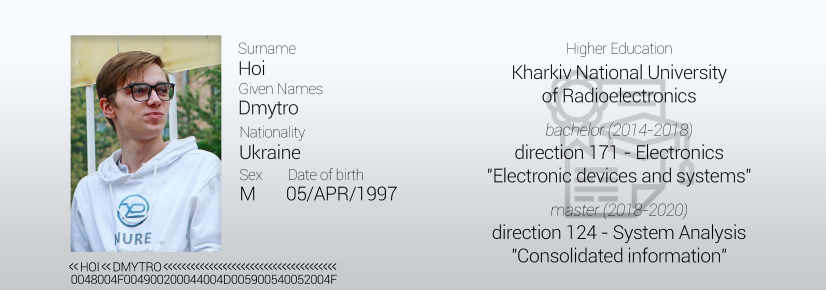 Surname
Hoi
Given Names
Dmytro
Nationality
Ukraine
Sex Date of birth
M 05/APR/1997
NURE
<<HOI<<DMYTRO<<<<<<<<<<<<<<<<<<<<<<<<<<<<<<<<<<<
0048004F004900200044004D005900540052004F
Higher Education
Kharkiv National University
of Radioelectronics
bachelor (2014-2018)
direction 171 - Electronics
"Electronic devices and systems"
master (2018-2020)
direction 124 - System Analysis
"Consolidated information"